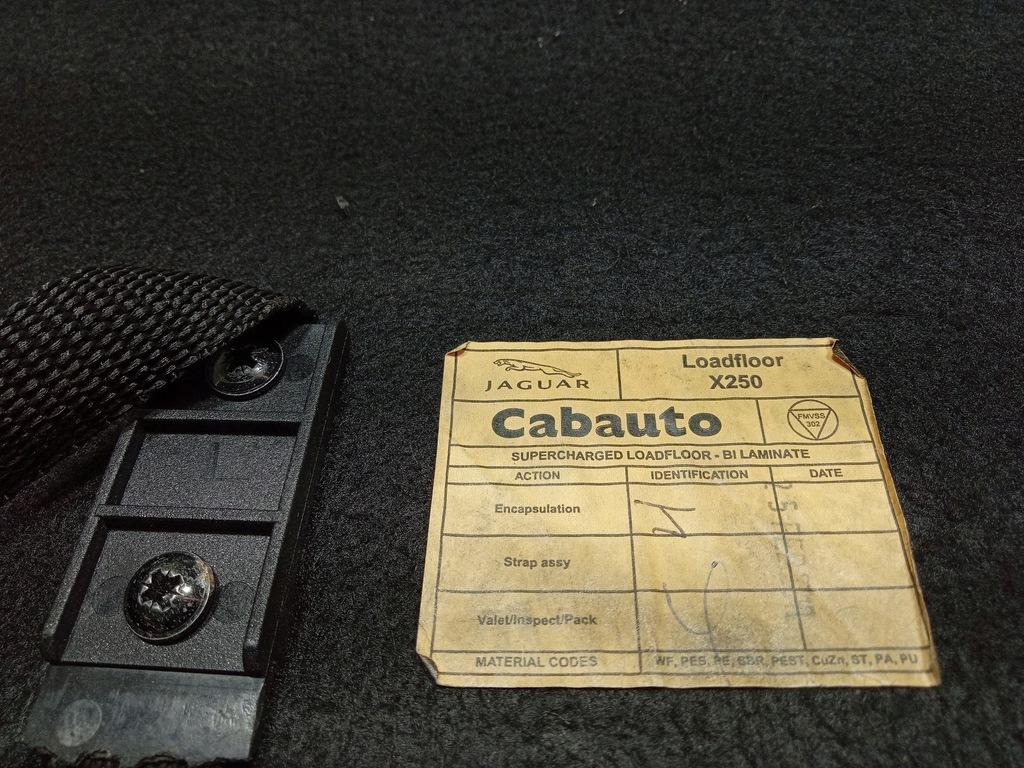 JAGUAR
Loadfloor
X250
Cabauto
FMVSS
302
SUPERCHARGED LOADFLOOR - BI LAMINATE
ACTION IDENTIFICATION DATE
Encapsulation
Strap assy
Valet/Inspect/Pack
MATERIAL CODES WF, PES, PE, SBR, PEST, CuZn, ST, PA, PU